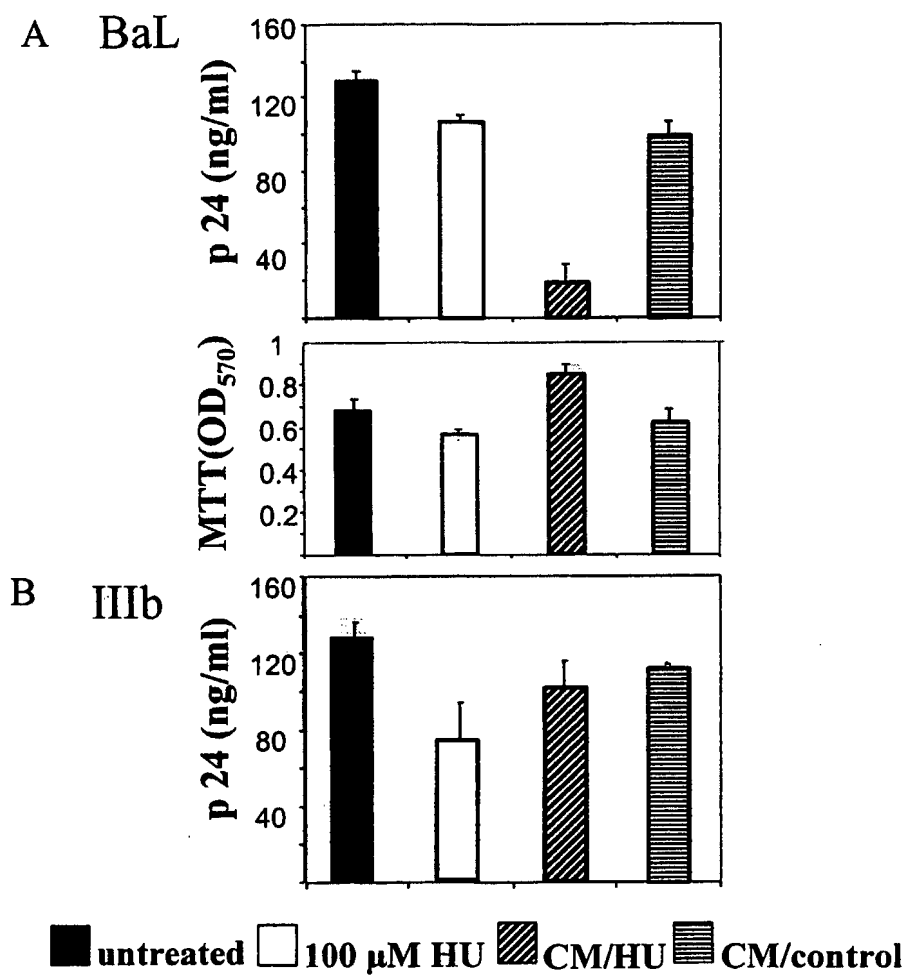 A BaL
p 24 (ng/ml)
160
120
80
40
MTT(OD570)
1
0.8
0.6
0.4
0.2
B IIIb
p 24 (ng/ml)
160
120
80
40
untreated 100 μM HU CM/HU CM/control